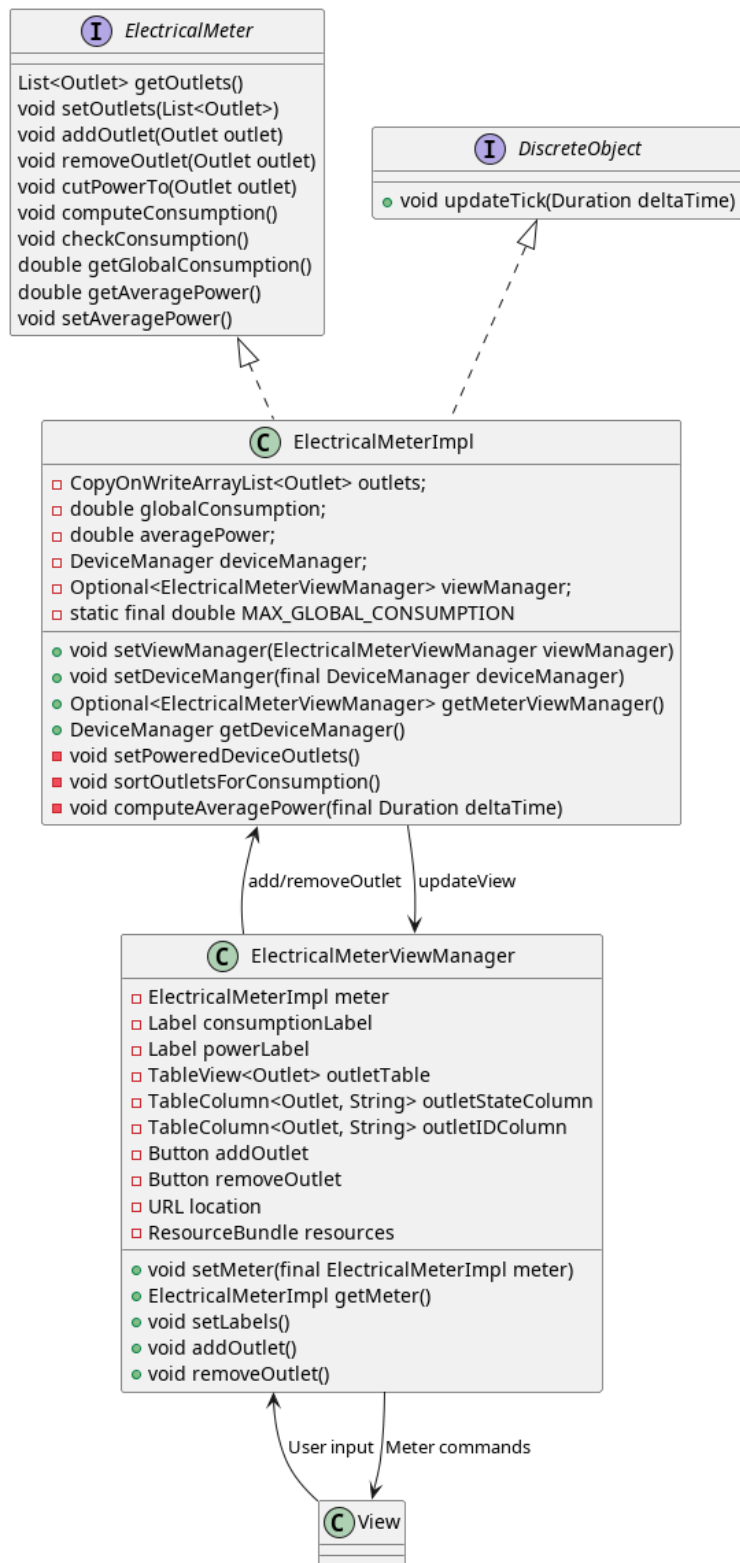 I ElectricalMeter
List<Outlet> getOutlets()
void setOutlets(List<Outlet>)
void addOutlet(Outlet outlet)
void removeOutlet(Outlet outlet)
void cutPowerTo(Outlet outlet)
void computeConsumption()
void checkConsumption()
double getGlobalConsumption()
double getAveragePower()
void setAveragePower()
I DiscreteObject
void updateTick(Duration deltaTime)
C ElectricalMeterImpl
CopyOnWriteArrayList<Outlet> outlets;
double globalConsumption;
double averagePower;
DeviceManager deviceManager;
Optional<ElectricalMeterViewManager> viewManager;
static final double MAX_GLOBAL_CONSUMPTION
void setViewManager(ElectricalMeterViewManager viewManager)
void setDeviceManger(final DeviceManager deviceManager)
Optional<ElectricalMeterViewManager> getMeterViewManager()
DeviceManager getDeviceManager()
void setPoweredDeviceOutlets()
void sortOutletsForConsumption()
void computeAveragePower(final Duration deltaTime)
add/removeOutlet
updateView
C ElectricalMeterViewManager
ElectricalMeterImpl meter
Label consumptionLabel
Label powerLabel
TableView<Outlet> outletTable
TableColumn<Outlet, String> outletStateColumn
TableColumn<Outlet, String> outletIDColumn
Button addOutlet
Button removeOutlet
URL location
ResourceBundle resources
void setMeter(final ElectricalMeterImpl meter)
ElectricalMeterImpl getMeter()
void setLabels()
void addOutlet()
void removeOutlet()
User input
Meter commands
C View